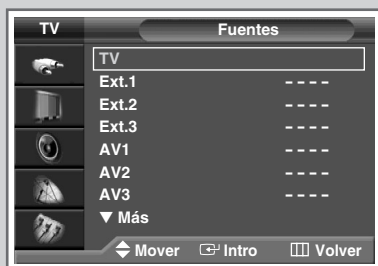 TV Fuentes
TV
Ext.1 - - - -
Ext.2 - - - -
Ext.3 - - - -
AV1 - - - -
AV2 - - - -
AV3 - - - -
▼ Más
Mover Intro Volver